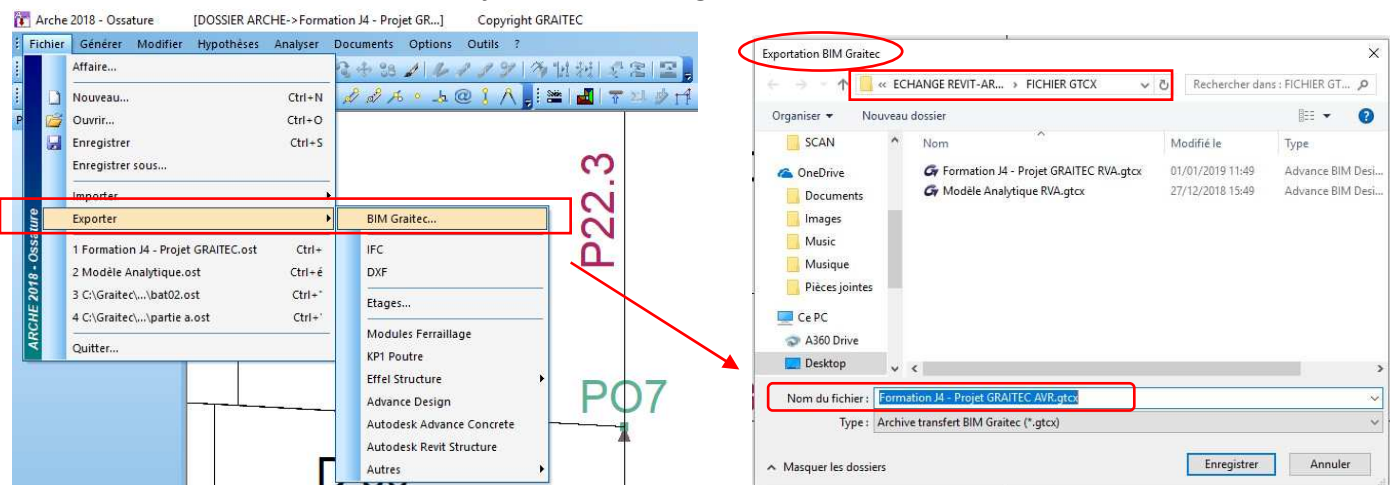 Arche 2018 - Ossature [DOSSIER ARCHE->Formation J4 - Projet GR...] Copyright GRAITEC
Fichier Générer Modifier Hypothèses Analyser Documents Options Outils ?
Affaire...
Nouveau... Ctrl+N
Ouvrir... Ctrl+O
Enregistrer Ctrl+S
Enregistrer sous...
Importer
Exporter
1 Formation J4 - Projet GRAITEC.ost Ctrl+
2 Modèle Analytique.ost Ctrl+é
3 C:\Graitec\...\bat02.ost Ctrl+"
4 C:\Graitec\...\partie a.ost Ctrl+'
Quitter...
ARCHE 2018 - Ossature
BIM Graitec...
IFC
DXF
Etages...
Modules Ferraillage
KP1 Poutre
Effel Structure
Advance Design
Autodesk Advance Concrete
Autodesk Revit Structure
Autres
P22.3
PO7
Exportation BIM Graitec
« ECHANGE REVIT-AR... › FICHIER GTCX
Rechercher dans : FICHIER GT...
Organiser Nouveau dossier
Nom Modifié le Type
SCAN
OneDrive
Documents
Images
Music
Musique
Pièces jointes
Ce PC
A360 Drive
Desktop
Formation J4 - Projet GRAITEC RVA.gtcx 01/01/2019 11:49 Advance BIM Desi...
Modèle Analytique RVA.gtcx 27/12/2018 15:49 Advance BIM Desi...
Nom du fichier : Formation J4 - Projet GRAITEC AVR.gtcx
Type : Archive transfert BIM Graitec (*.gtcx)
Masquer les dossiers
Enregistrer Annuler